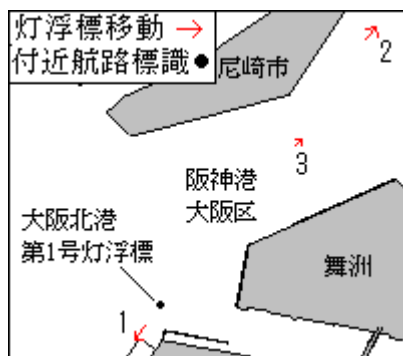 灯浮標移動 →
付近航路標識●
尼崎市
2
3
阪神港
大阪区
大阪北港
第1号灯浮標
舞洲
1